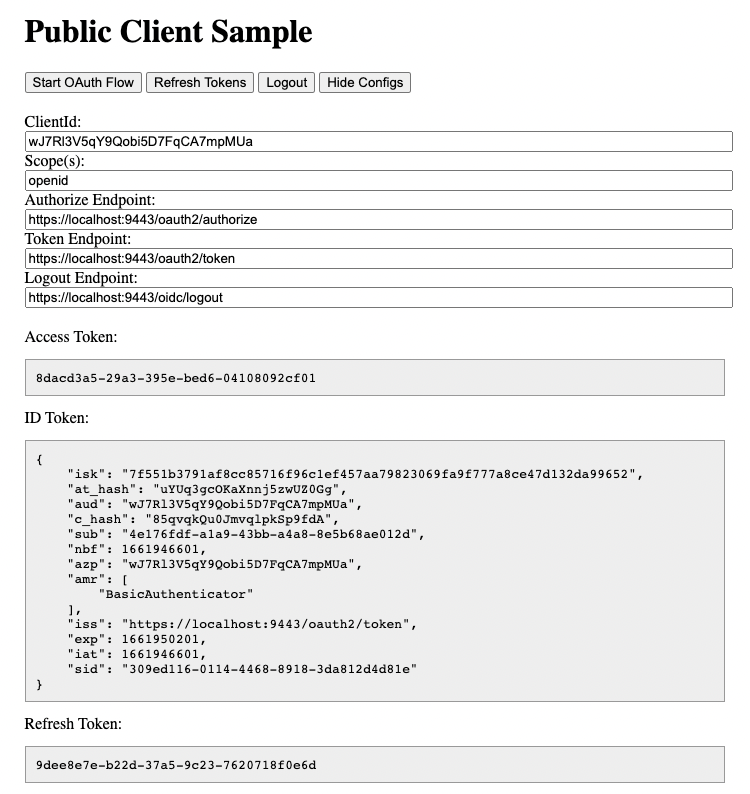 Public Client Sample
Start OAuth Flow Refresh Tokens Logout Hide Configs
ClientId:
wJ7Rl3V5qY9Qobi5D7FqCA7mpMUa
Scope(s):
openid
Authorize Endpoint:
https://localhost:9443/oauth2/authorize
Token Endpoint:
https://localhost:9443/oauth2/token
Logout Endpoint:
https://localhost:9443/oidc/logout
Access Token:
8dacd3a5-29a3-395e-bed6-04108092cf01
ID Token:
{
    "isk": "7f551b3791af8cc85716f96c1ef457aa79823069fa9f777a8ce47d132da99652",
    "at_hash": "uYUq3gcOKaXnnj5zwUZ0Gg",
    "aud": "wJ7Rl3V5qY9Qobi5D7FqCA7mpMUa",
    "c_hash": "85qvqkQu0JmvqlpkSp9fdA",
    "sub": "4e176fdf-a1a9-43bb-a4a8-8e5b68ae012d",
    "nbf": 1661946601,
    "azp": "wJ7Rl3V5qY9Qobi5D7FqCA7mpMUa",
    "amr": [
        "BasicAuthenticator"
    ],
    "iss": "https://localhost:9443/oauth2/token",
    "exp": 1661950201,
    "iat": 1661946601,
    "sid": "309ed116-0114-4468-8918-3da812d4d81e"
}
Refresh Token:
9dee8e7e-b22d-37a5-9c23-7620718f0e6d